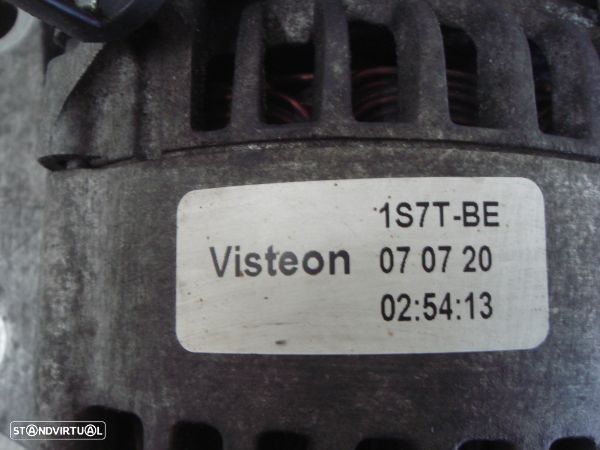 1S7T-BE
Visteon 07 07 20
02:54:13
STANDVIRTUAL